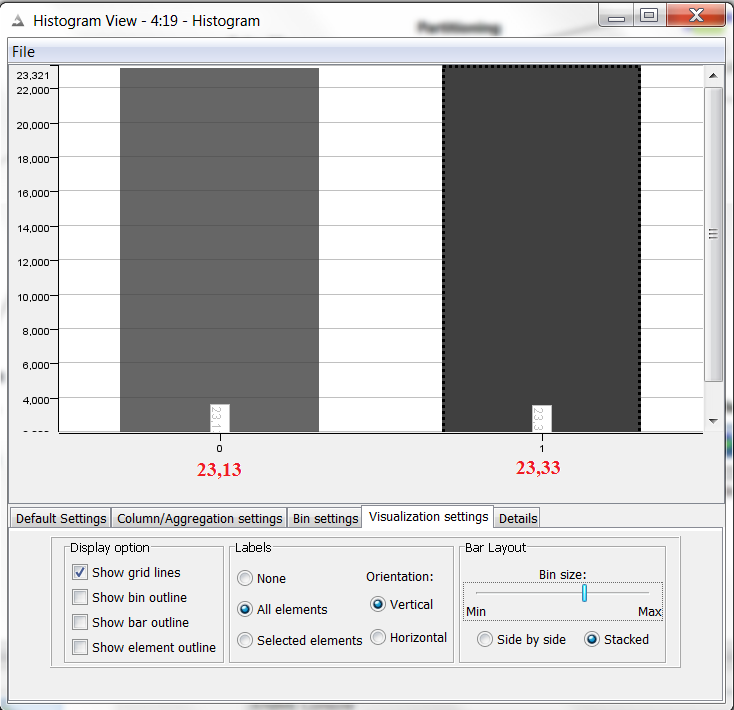 Histogram View - 4:19 - Histogram
Partitioning
File
23,321
22,000
20,000
18,000
16,000
14,000
12,000
10,000
8,000
6,000
4,000
23,1
23,3
0
1
23,13
23,33
Default Settings
Column/Aggregation settings
Bin settings
Visualization settings
Details
Display option
Show grid lines
Show bin outline
Show bar outline
Show element outline
Labels
None
All elements
Selected elements
Orientation:
Vertical
Horizontal
Bar Layout
Bin size:
Min
Max
Side by side
Stacked